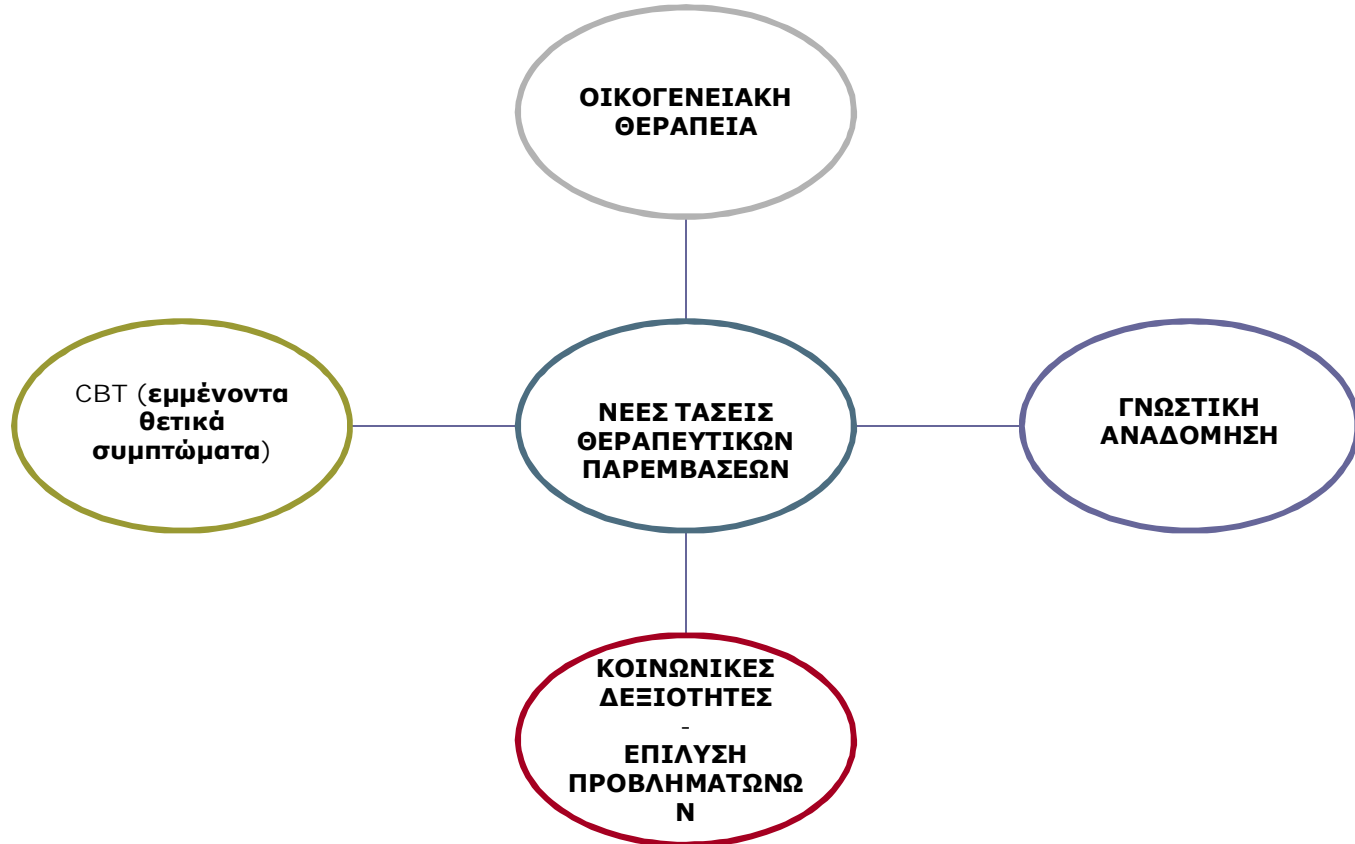 ΟΙΚΟΓΕΝΕΙΑΚΗ
ΘΕΡΑΠΕΙΑ
CBT (εμμένοντα
θετικά
συμπτώματα)
ΝΕΕΣ ΤΑΣΕΙΣ
ΘΕΡΑΠΕΥΤΙΚΩΝ
ΠΑΡΕΜΒΑΣΕΩΝ
ΓΝΩΣΤΙΚΗ
ΑΝΑΔΟΜΗΣΗ
ΚΟΙΝΩΝΙΚΕΣ
ΔΕΞΙΟΤΗΤΕΣ
-
ΕΠΙΛΥΣΗ
ΠΡΟΒΛΗΜΑΤΩΝΩ
Ν